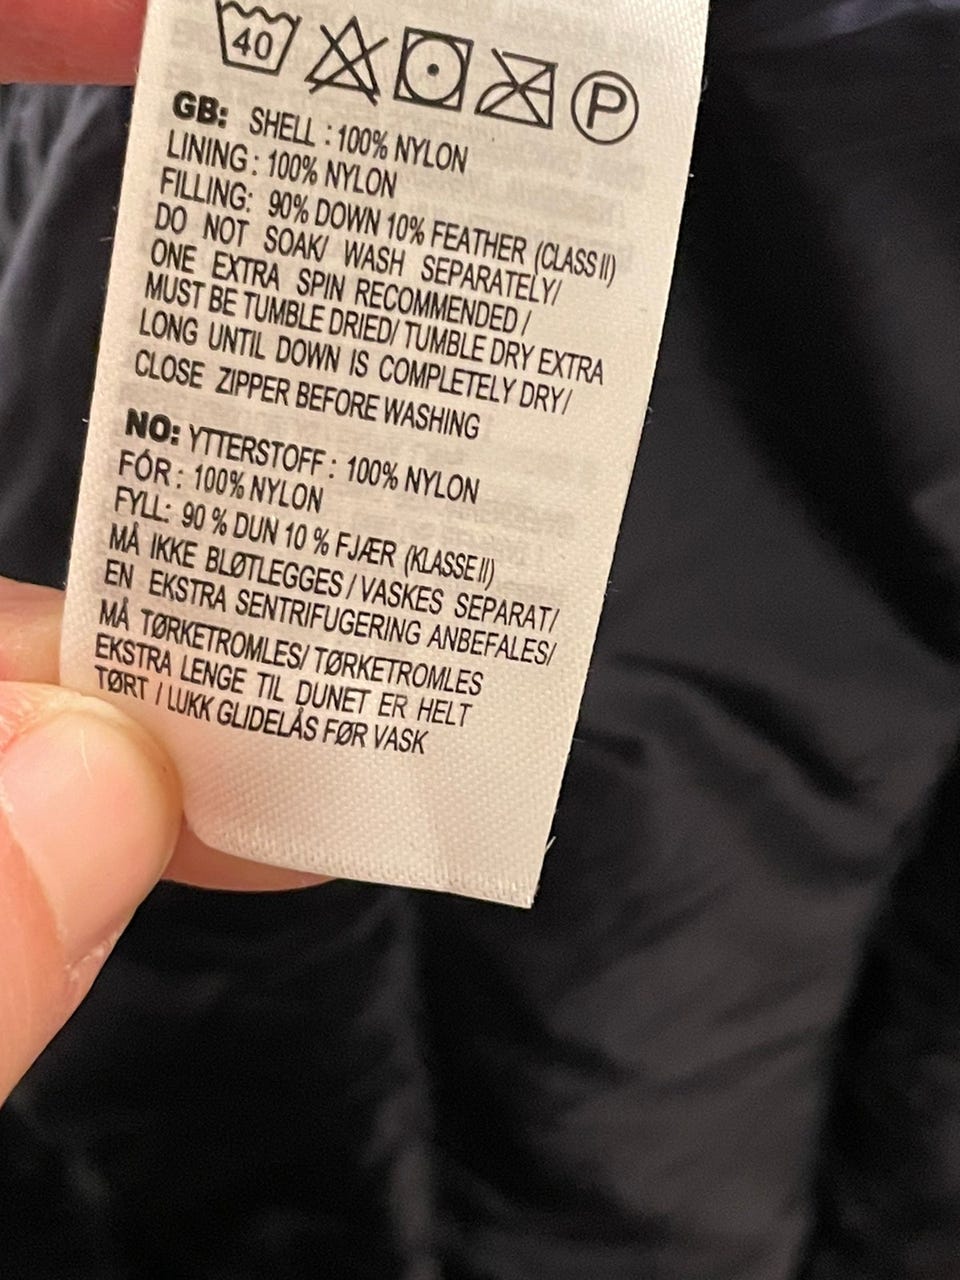 40
P
GB: SHELL : 100% NYLON
LINING : 100% NYLON
FILLING: 90% DOWN 10% FEATHER (CLASS II)
DO NOT SOAK/ WASH SEPARATELY/
ONE EXTRA SPIN RECOMMENDED /
MUST BE TUMBLE DRIED/ TUMBLE DRY EXTRA
LONG UNTIL DOWN IS COMPLETELY DRY/
CLOSE ZIPPER BEFORE WASHING
NO: YTTERSTOFF : 100% NYLON
FÓR : 100% NYLON
FYLL: 90 % DUN 10 % FJÆR (KLASSE II)
MÅ IKKE BLØTLEGGES / VASKES SEPARAT/
EN EKSTRA SENTRIFUGERING ANBEFALES/
MÅ TØRKETROMLES/ TØRKETROMLES
EKSTRA LENGE TIL DUNET ER HELT
TØRT / LUKK GLIDELÅS FØR VASK